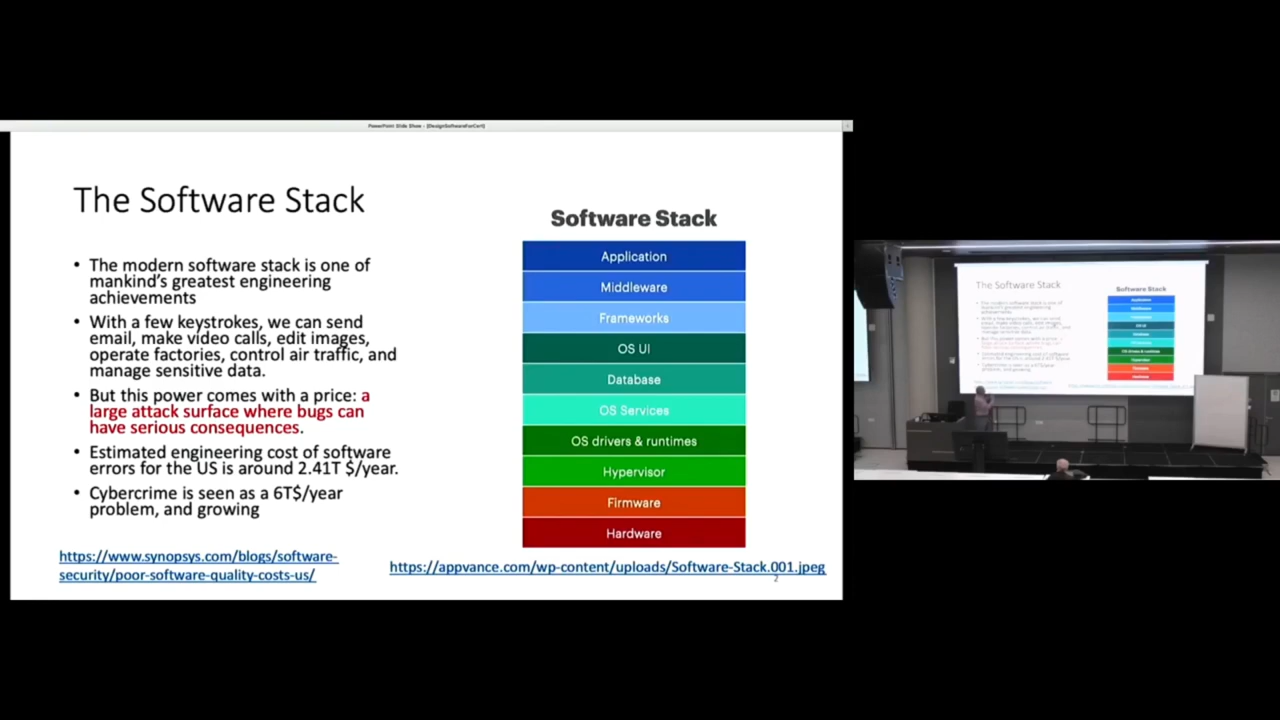 PowerPoint Slide Show - [DesignSoftwareForCert]
The Software Stack
• The modern software stack is one of
mankind's greatest engineering
achievements
• With a few keystrokes, we can send
email, make video calls, edit images,
operate factories, control air traffic, and
manage sensitive data.
• But this power comes with a price: a
large attack surface where bugs can
have serious consequences.
• Estimated engineering cost of software
errors for the US is around 2.41T $/year.
• Cybercrime is seen as a 6T$/year
problem, and growing
https://www.synopsys.com/blogs/software-
security/poor-software-quality-costs-us/
Software Stack
Application
Middleware
Frameworks
OS UI
Database
OS Services
OS drivers & runtimes
Hypervisor
Firmware
Hardware
https://appvance.com/wp-content/uploads/Software-Stack.001.jpeg
2
The Software Stack
Software Stack